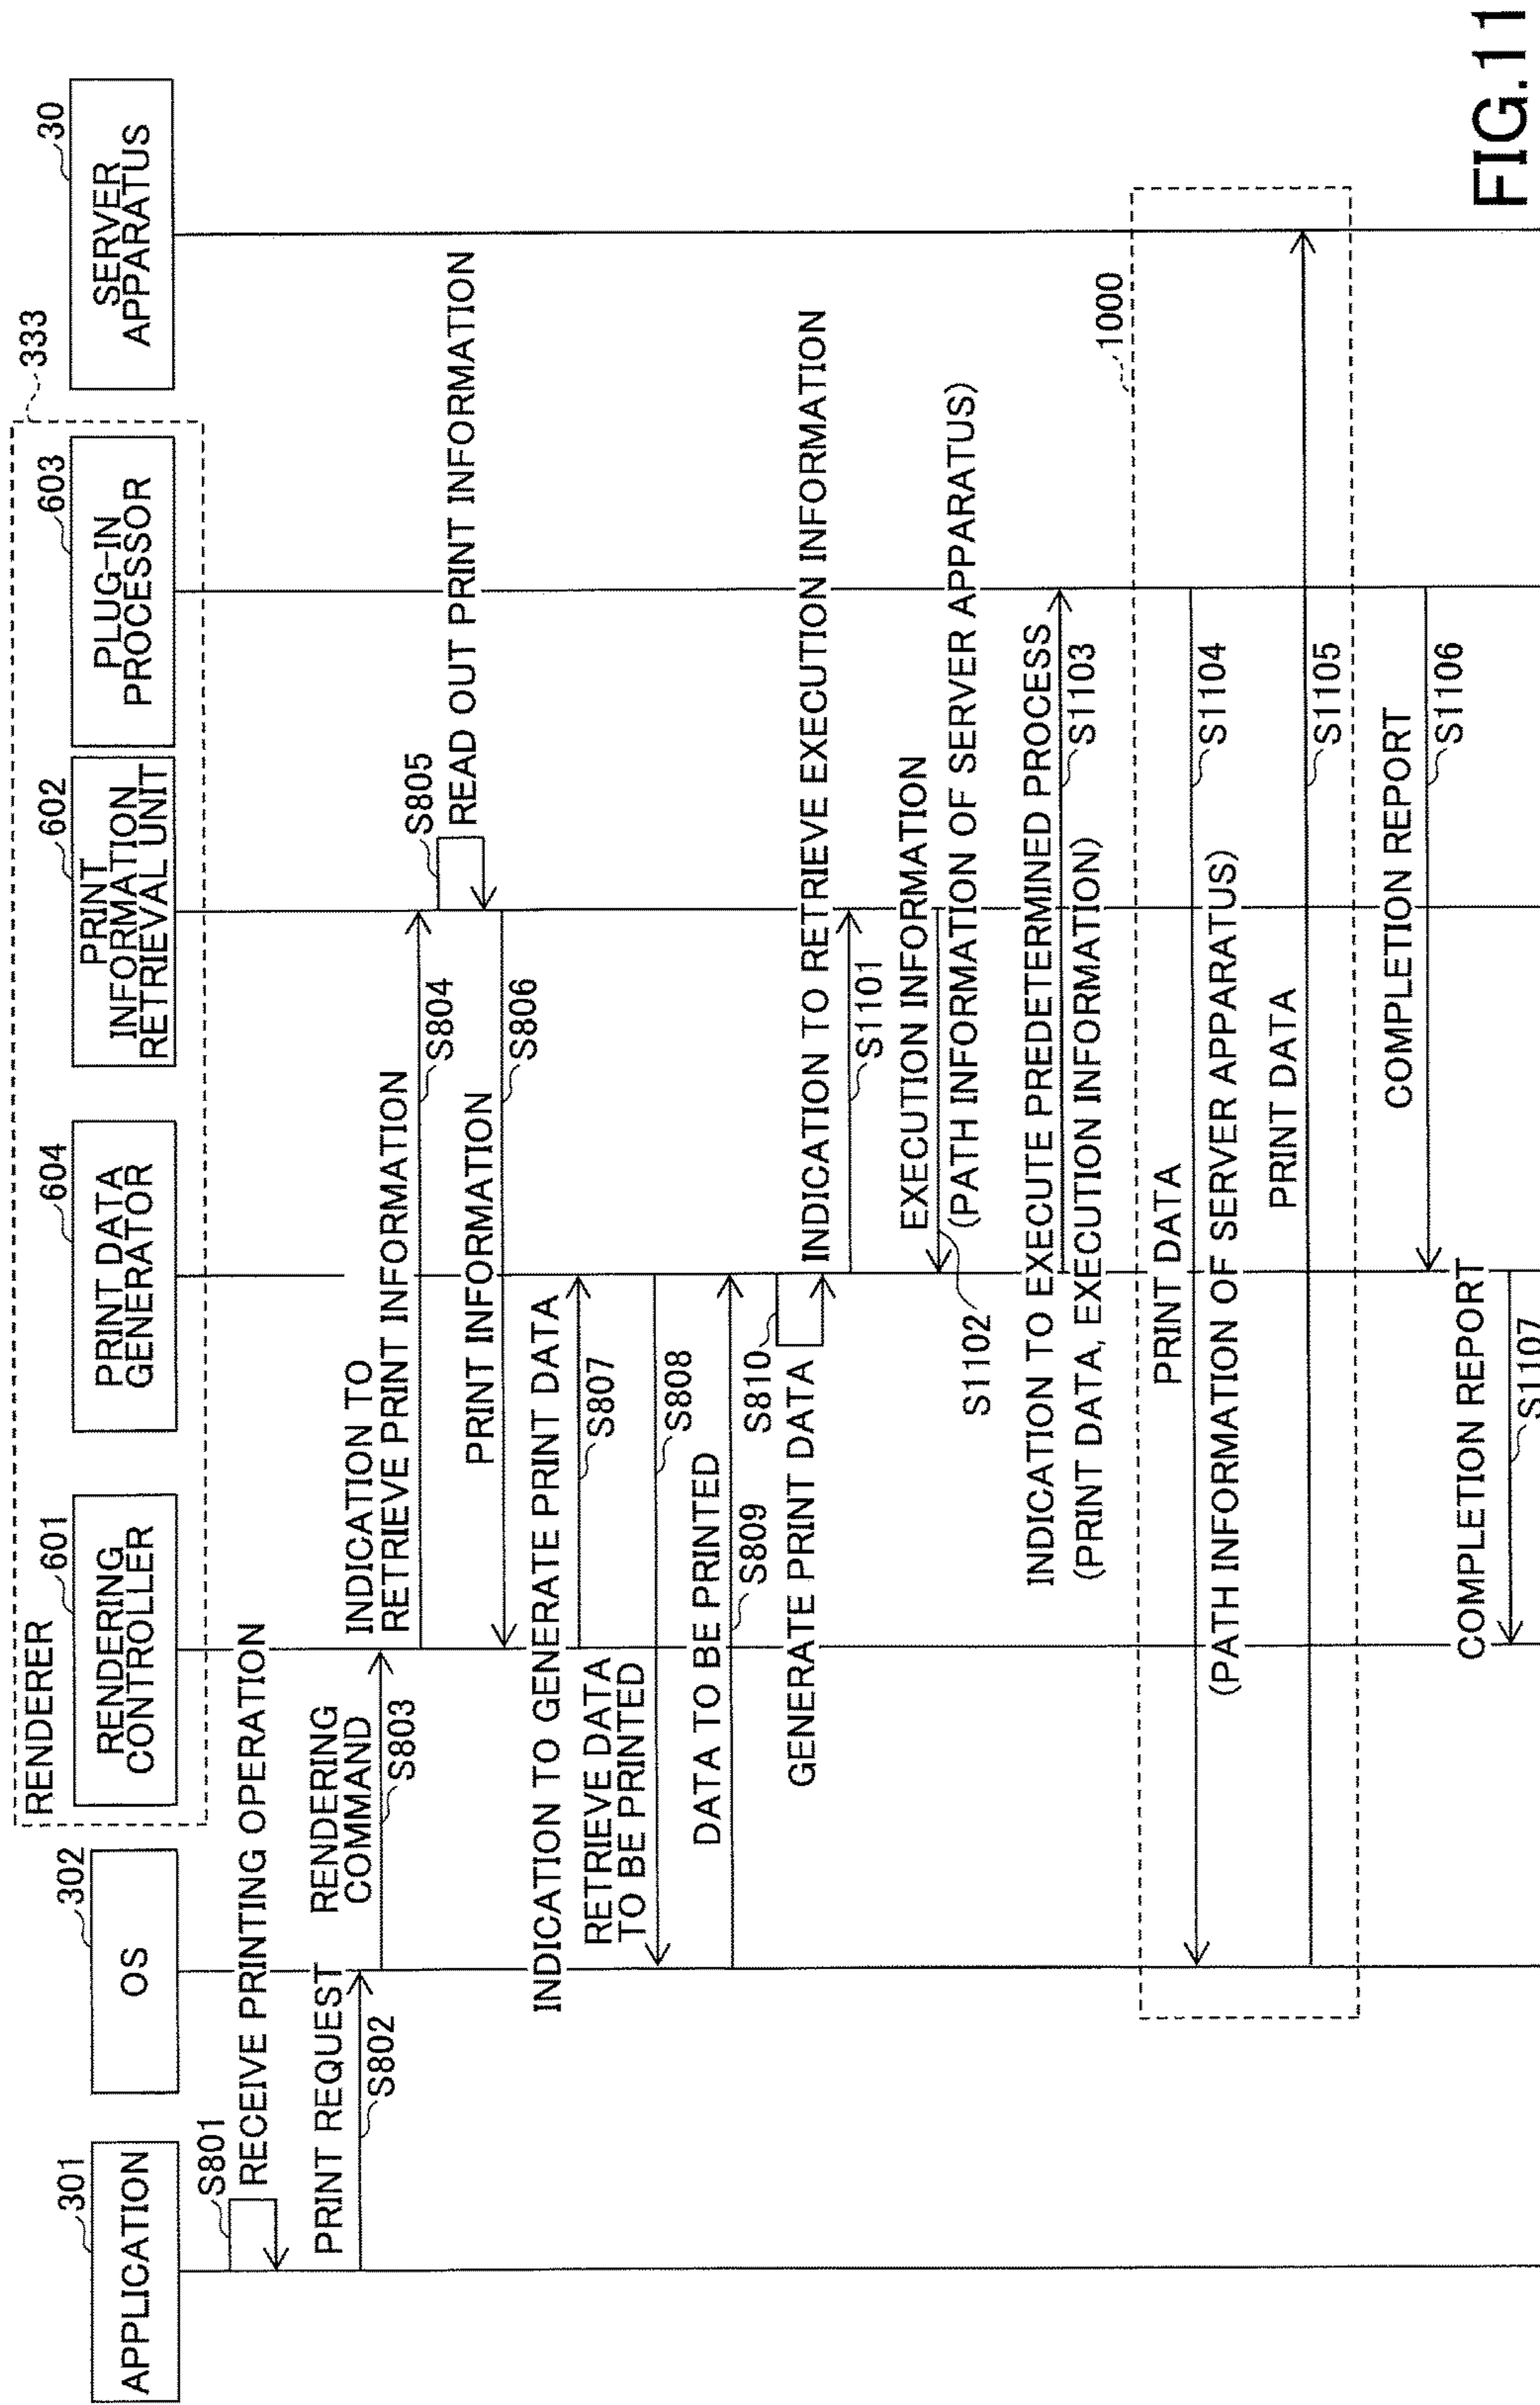 FIG.11
301
APPLICATION
302
OS
333
RENDERER
601
RENDERING
CONTROLLER
604
PRINT DATA
GENERATOR
602
PRINT
INFORMATION
RETRIEVAL UNIT
603
PLUG-IN
PROCESSOR
30
SERVER
APPARATUS
S801
RECEIVE PRINTING OPERATION
PRINT REQUEST
S802
RENDERING
COMMAND
S803
INDICATION TO
RETRIEVE PRINT INFORMATION
S804
S805
READ OUT PRINT INFORMATION
PRINT INFORMATION
S806
INDICATION TO GENERATE PRINT DATA
S807
RETRIEVE DATA
TO BE PRINTED
S808
DATA TO BE PRINTED
S809
S810
GENERATE PRINT DATA
INDICATION TO RETRIEVE EXECUTION INFORMATION
S1101
EXECUTION INFORMATION
(PATH INFORMATION OF SERVER APPARATUS)
S1102
INDICATION TO EXECUTE PREDETERMINED PROCESS
(PRINT DATA, EXECUTION INFORMATION)
S1103
1000
PRINT DATA
(PATH INFORMATION OF SERVER APPARATUS)
S1104
PRINT DATA
S1105
COMPLETION REPORT
S1106
COMPLETION REPORT
S1107